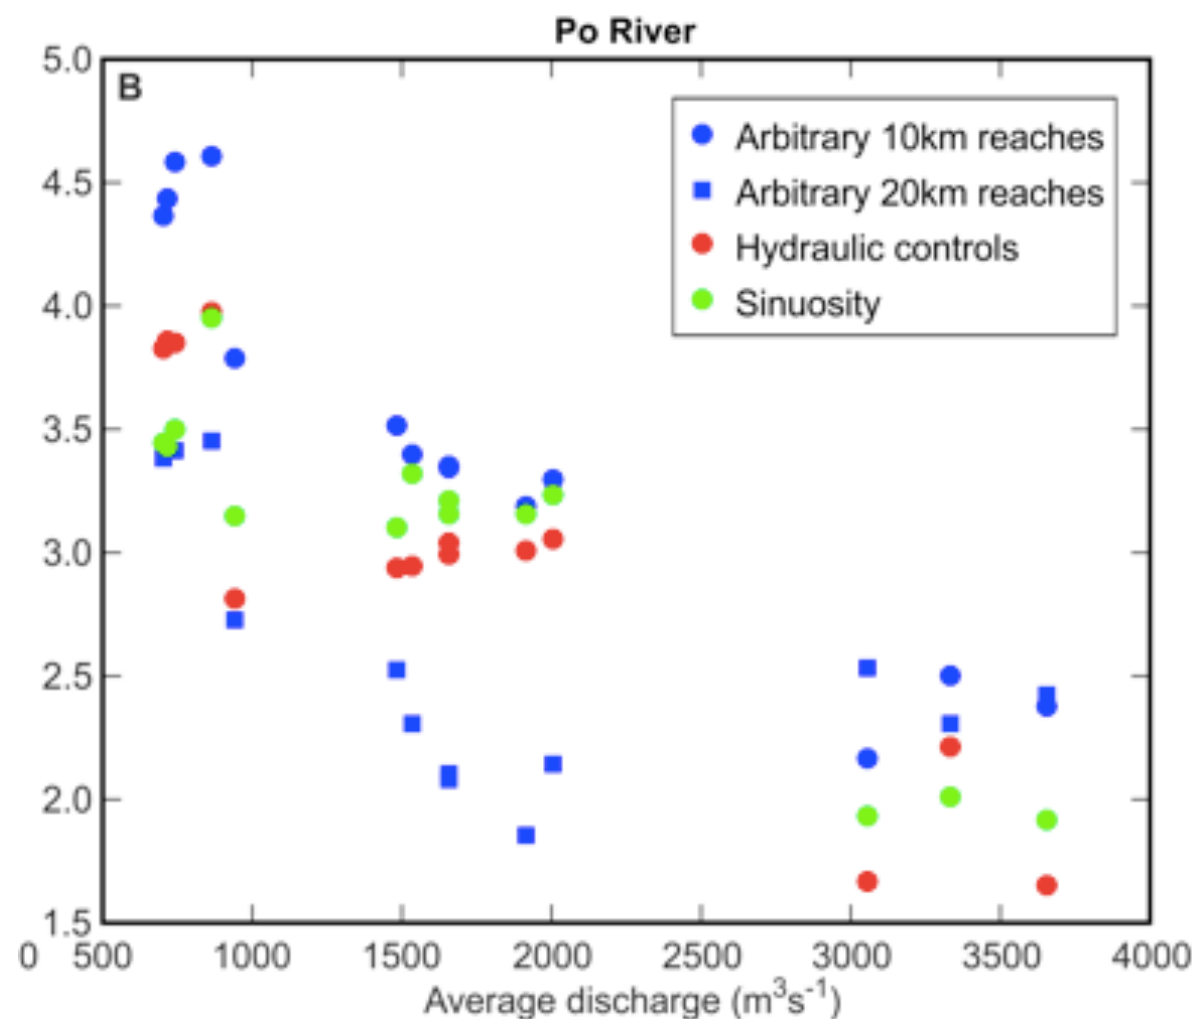 Po River
B
5.0
4.5
4.0
3.5
3.0
2.5
2.0
1.5
Arbitrary 10km reaches
Arbitrary 20km reaches
Hydraulic controls
Sinuosity
0 500 1000 1500 2000 2500 3000 3500 4000
Average discharge (m³s⁻¹)